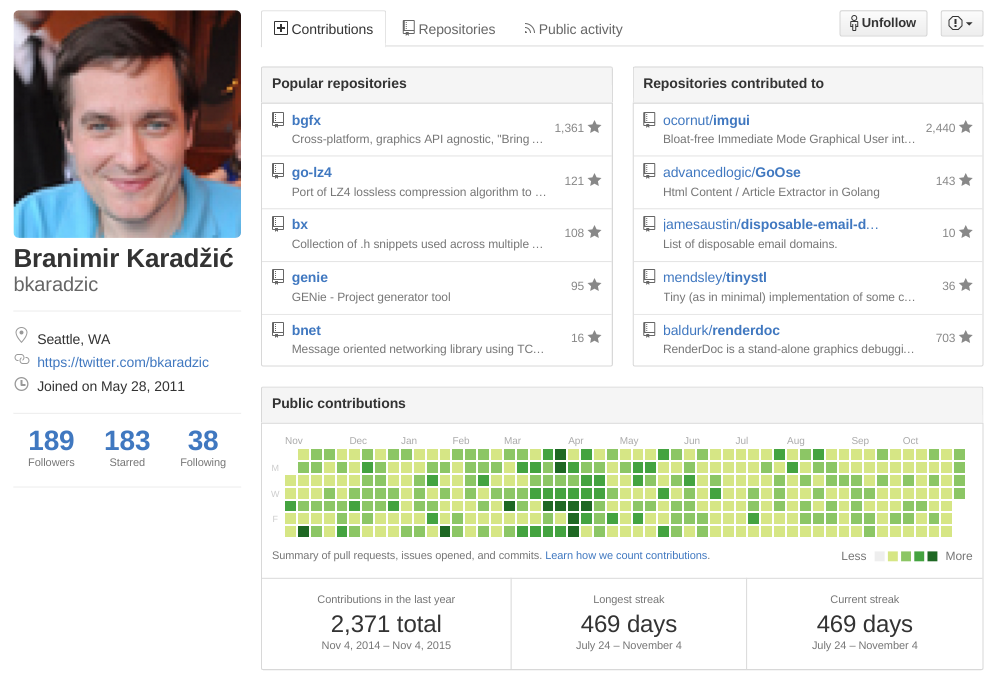 Contributions
Repositories
Public activity
Unfollow
Branimir Karadžić
bkaradzic
Seattle, WA
https://twitter.com/bkaradzic
Joined on May 28, 2011
189 183 38
Followers Starred Following
Popular repositories
bgfx
Cross-platform, graphics API agnostic, "Bring ...
1,361
go-lz4
Port of LZ4 lossless compression algorithm to ...
121
bx
Collection of .h snippets used across multiple ...
108
genie
GENie - Project generator tool
95
bnet
Message oriented networking library using TC...
16
Repositories contributed to
ocornut/imgui
Bloat-free Immediate Mode Graphical User int...
2,440
advancedlogic/GoOse
Html Content / Article Extractor in Golang
143
jamesaustin/disposable-email-d...
List of disposable email domains.
10
mendsley/tinystl
Tiny (as in minimal) implementation of some c...
36
baldurk/renderdoc
RenderDoc is a stand-alone graphics debuggi...
703
Public contributions
Nov Dec Jan Feb Mar Apr May Jun Jul Aug Sep Oct
M
W
F
Summary of pull requests, issues opened, and commits. Learn how we count contributions.
Less More
Contributions in the last year
2,371 total
Nov 4, 2014 – Nov 4, 2015
Longest streak
469 days
July 24 – November 4
Current streak
469 days
July 24 – November 4